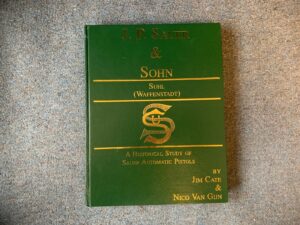 J. P. SAUER
&
SOHN
SUHL
(WAFFENSTADT)
S
A HISTORICAL STUDY OF
SAUER AUTOMATIC PISTOLS
BY
JIM CATE
&
NICO VAN GIJN